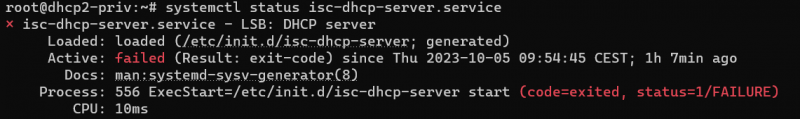 root@dhcp2-priv:~# systemctl status isc-dhcp-server.service
× isc-dhcp-server.service - LSB: DHCP server
Loaded: loaded (/etc/init.d/isc-dhcp-server; generated)
Active: failed (Result: exit-code) since Thu 2023-10-05 09:54:45 CEST; 1h 7min ago
Docs: man:systemd-sysv-generator(8)
Process: 556 ExecStart=/etc/init.d/isc-dhcp-server start (code=exited, status=1/FAILURE)
CPU: 10ms